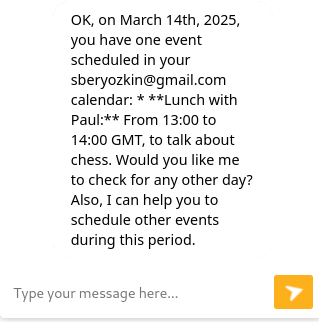 OK, on March 14th, 2025,
you have one event
scheduled in your
sberyozkin@gmail.com
calendar: * **Lunch with
Paul:** From 13:00 to
14:00 GMT, to talk about
chess. Would you like me
to check for any other day?
Also, I can help you to
schedule other events
during this period.
Type your message here...